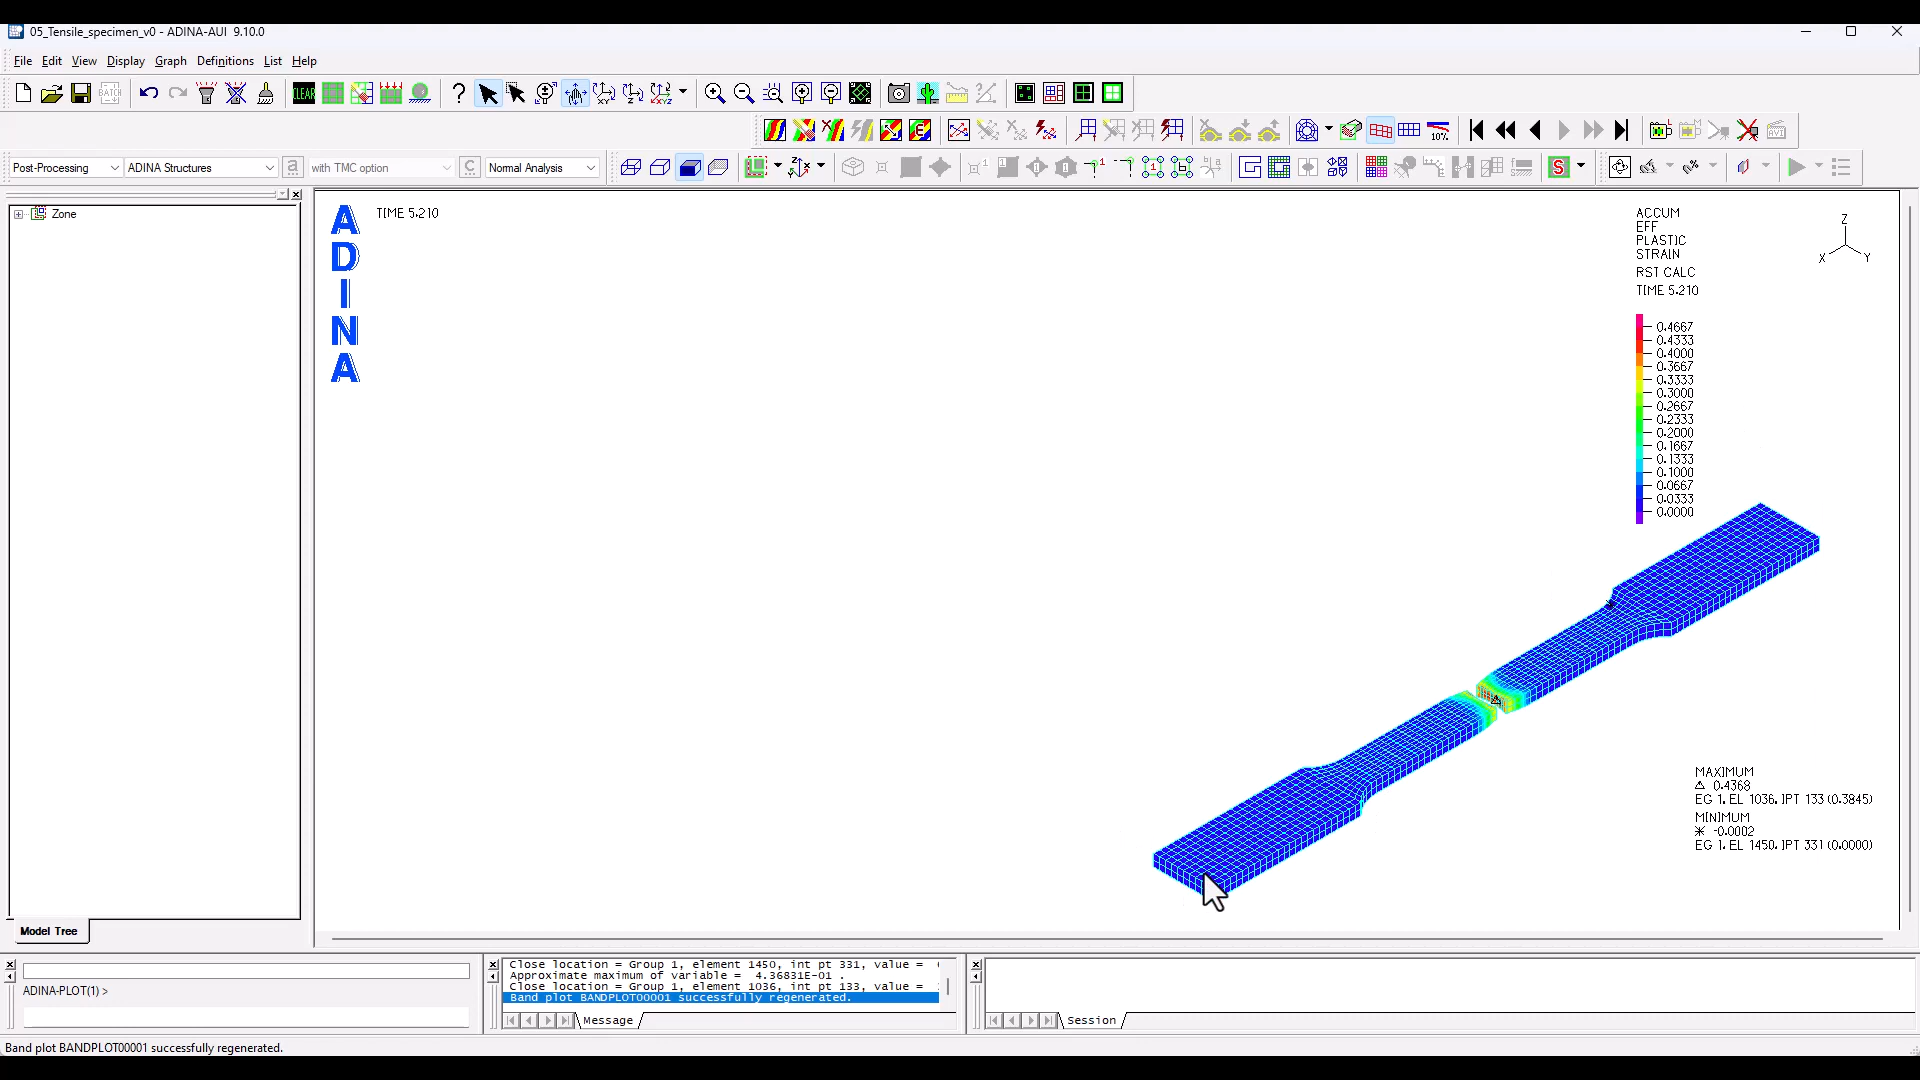 05_Tensile_specimen_v0 - ADINA-AUI 9.10.0
File Edit View Display Graph Definitions List Help
BATCH CLEAR
10%
AVI
Post-Processing ADINA Structures a with TMC option C Normal Analysis
S
Zone
ADINA
TIME 5.210
ACCUM
EFF
PLASTIC
STRAIN
RST CALC
TIME 5.210
Z
X Y
0.4667
0.4333
0.4000
0.3667
0.3333
0.3000
0.2667
0.2333
0.2000
0.1667
0.1333
0.1000
0.0667
0.0333
0.0000
MAXIMUM
0.4368
EG 1, EL 1036, IPT 133 (0.3845)
MINIMUM
-0.0002
EG 1, EL 1450, IPT 331 (0.0000)
Model Tree
ADINA-PLOT(1) >
Close location = Group 1, element 1450, int pt 331, value =
Approximate maximum of variable = 4.36831E-01 .
Close location = Group 1, element 1036, int pt 133, value =
Band plot BANDPLOT00001 successfully regenerated.
Message
Session
Band plot BANDPLOT00001 successfully regenerated.